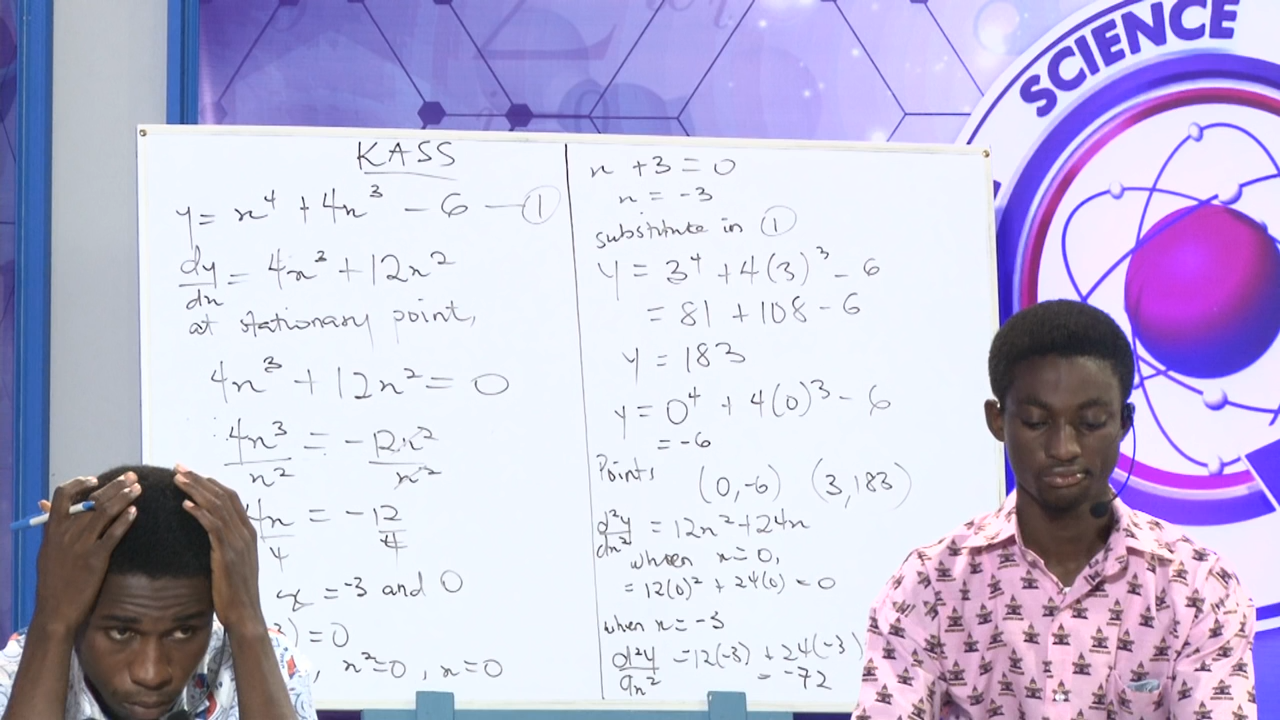 SCIENCE
KASS
y = x⁴ + 4x³ - 6 — ①
dy/dx = 4x³ + 12x²
at stationary point,
4x³ + 12x² = 0
4x³/x² = -12x²/x²
4x/4 = -12/4
x = -3 and 0
) = 0
, x²=0 , x=0
x + 3 = 0
x = -3
substitute in ①
y = 3⁴ + 4(3)³ - 6
= 81 + 108 - 6
y = 183
y = 0⁴ + 4(0)³ - 6
= -6
Points (0,-6) (3,183)
d²y/dx² = 12x² + 24x
when x = 0,
= 12(0)² + 24(0) = 0
when x = -3
d²y/dx² = 12(-3) + 24(-3)
= -72